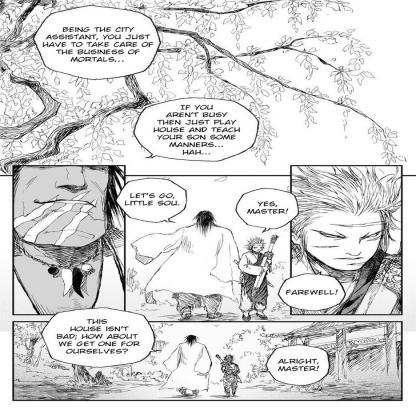 BEING THE CITY
ASSISTANT, YOU JUST
HAVE TO TAKE CARE OF
THE BUSINESS OF
MORTALS...
IF YOU
AREN'T BUSY
THEN JUST PLAY
HOUSE AND TEACH
YOUR SON SOME
MANNERS...
HAH...
LET'S GO,
LITTLE SOU.
YES,
MASTER!
FAREWELL!
THIS
HOUSE ISN'T
BAD; HOW ABOUT
WE GET ONE FOR
OURSELVES?
ALRIGHT,
MASTER!